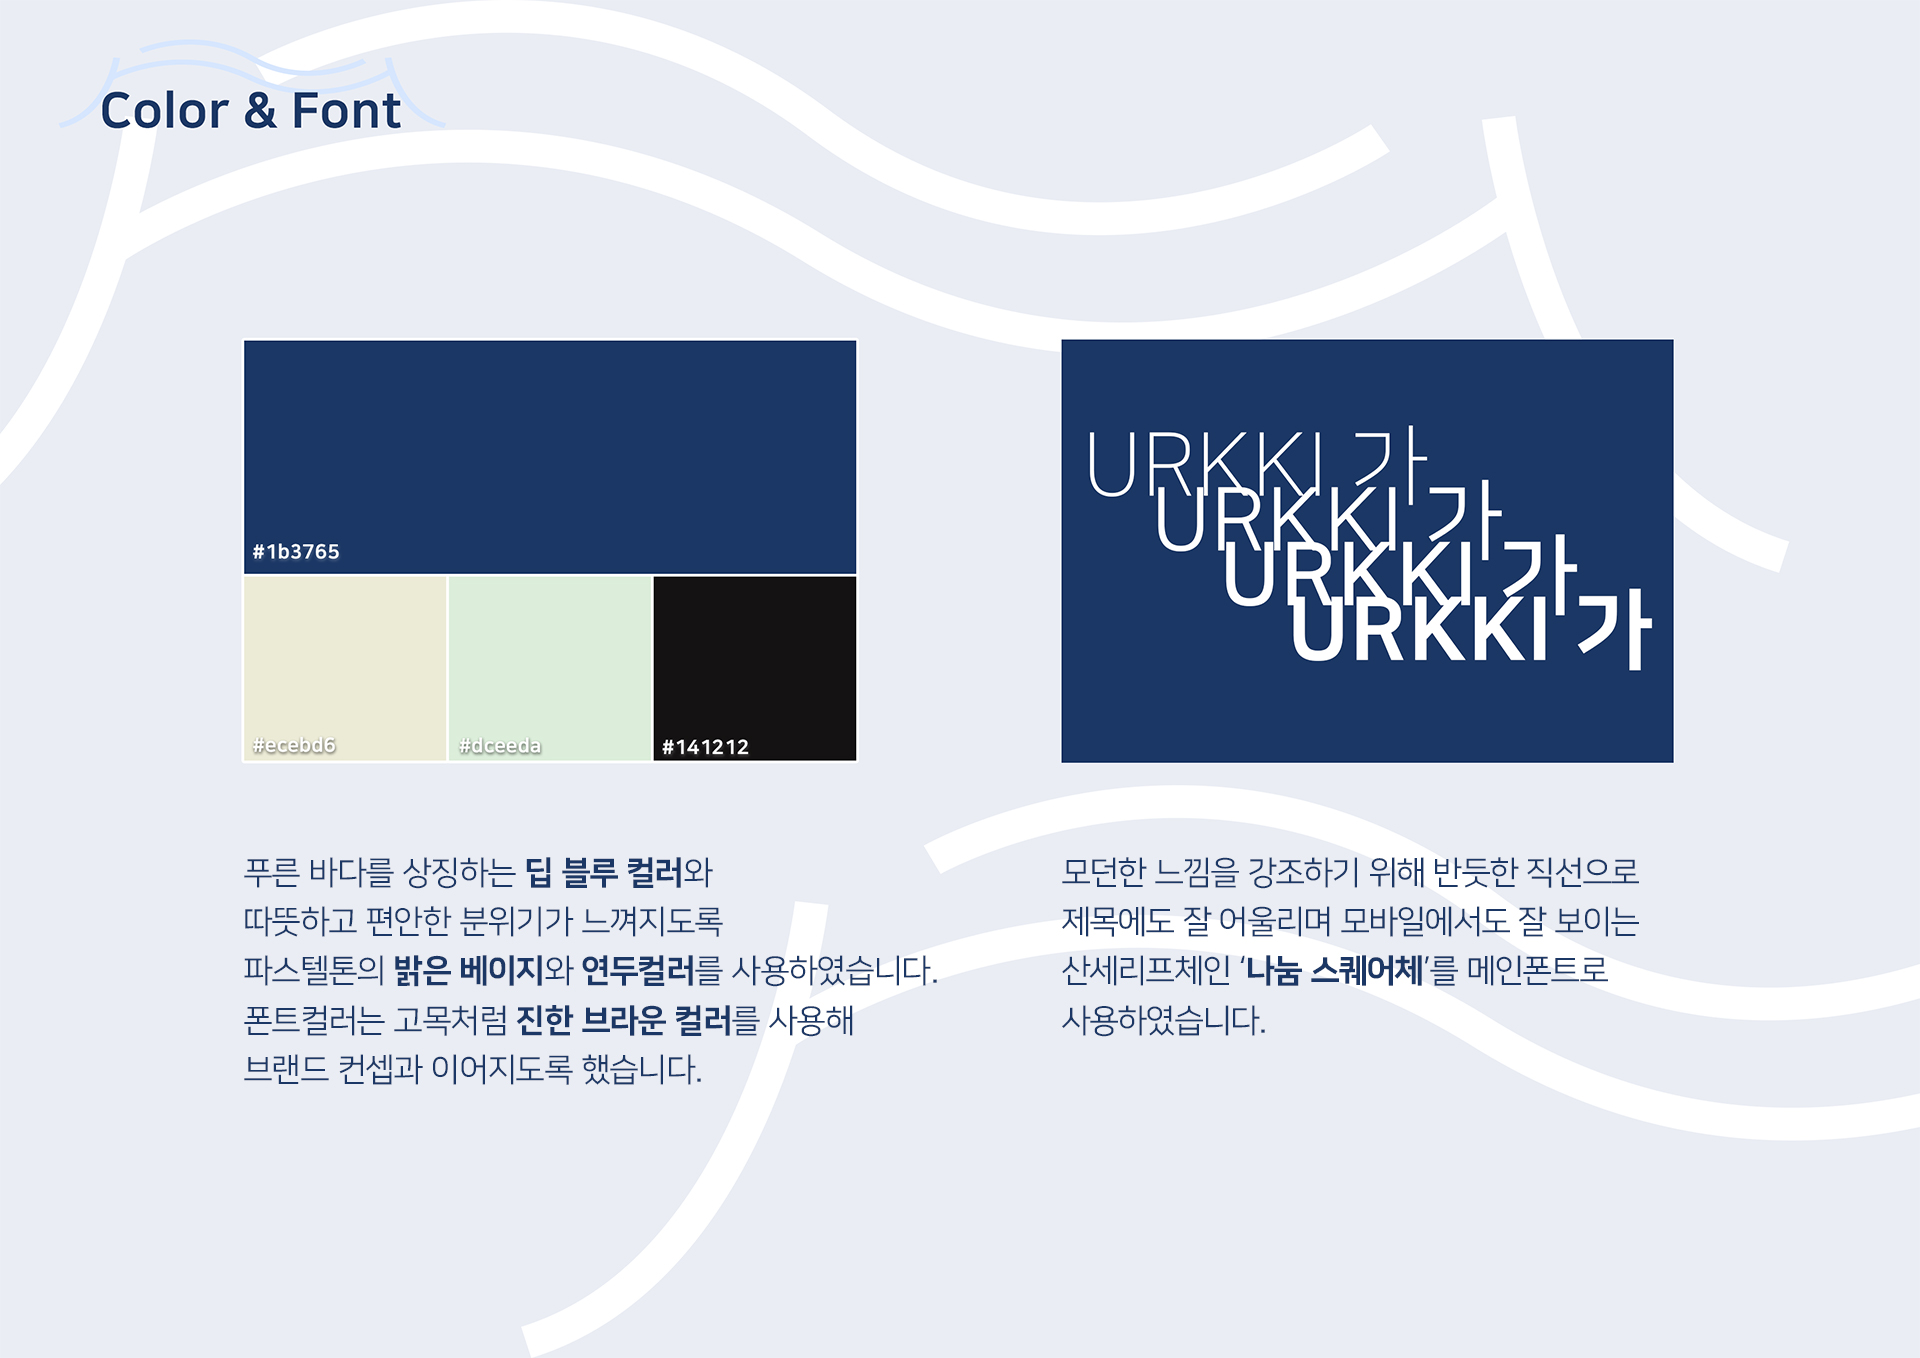 Color & Font
#1b3765
#ecebd6
#dceeda
#141212
URKKI 가
URKKI 가
URKKI 가
URKKI 가
푸른 바다를 상징하는 딥 블루 컬러와
따뜻하고 편안한 분위기가 느껴지도록
파스텔톤의 밝은 베이지와 연두컬러를 사용하였습니다.
폰트컬러는 고목처럼 진한 브라운 컬러를 사용해
브랜드 컨셉과 이어지도록 했습니다.
모던한 느낌을 강조하기 위해 반듯한 직선으로
제목에도 잘 어울리며 모바일에서도 잘 보이는
산세리프체인 ‘나눔 스퀘어체’를 메인폰트로
사용하였습니다.